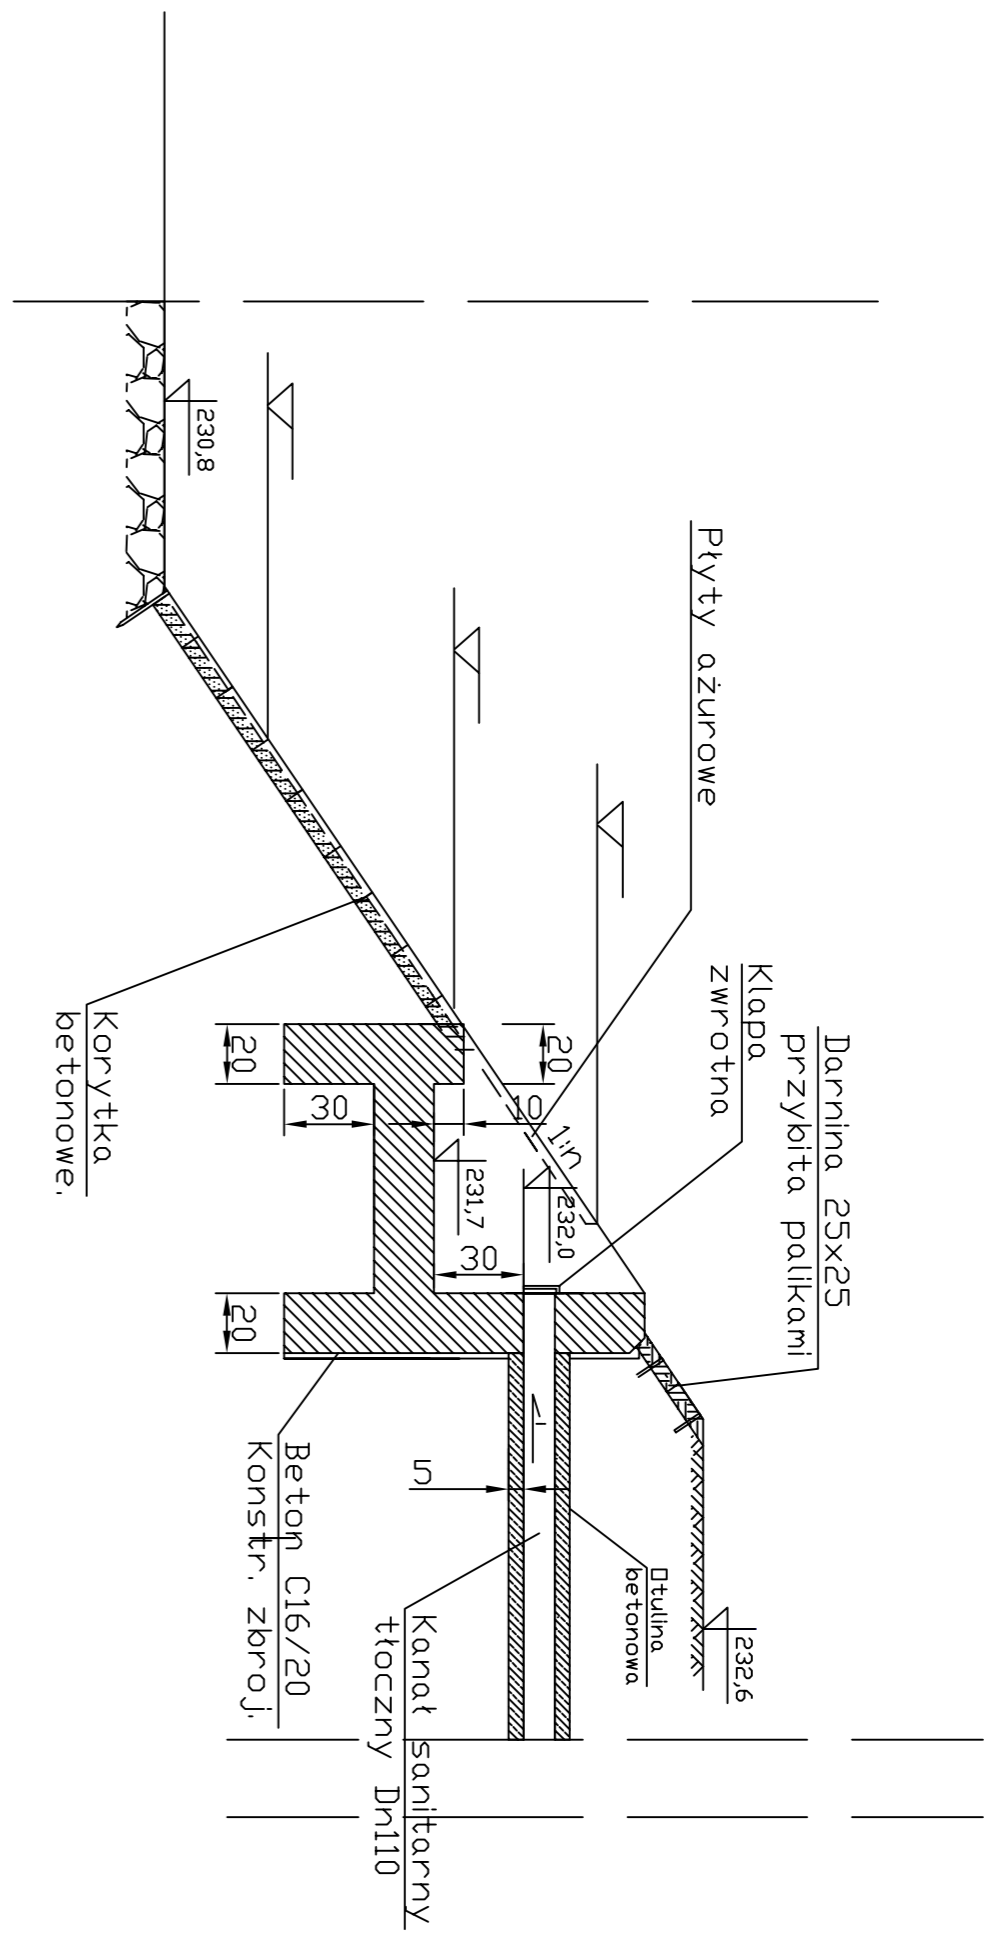 Darnina 25x25
przybita palikami
Klapa
zwrotna
Płyty ażurowe
232,6
Otulina
betonowa
232,0
1:n
20
10
231,7
30
30
5
230,8
20
20
Kanał sanitarny
tłoczny Dn110
Beton C16/20
Konstr. zbroj.
Korytka
betonowe.